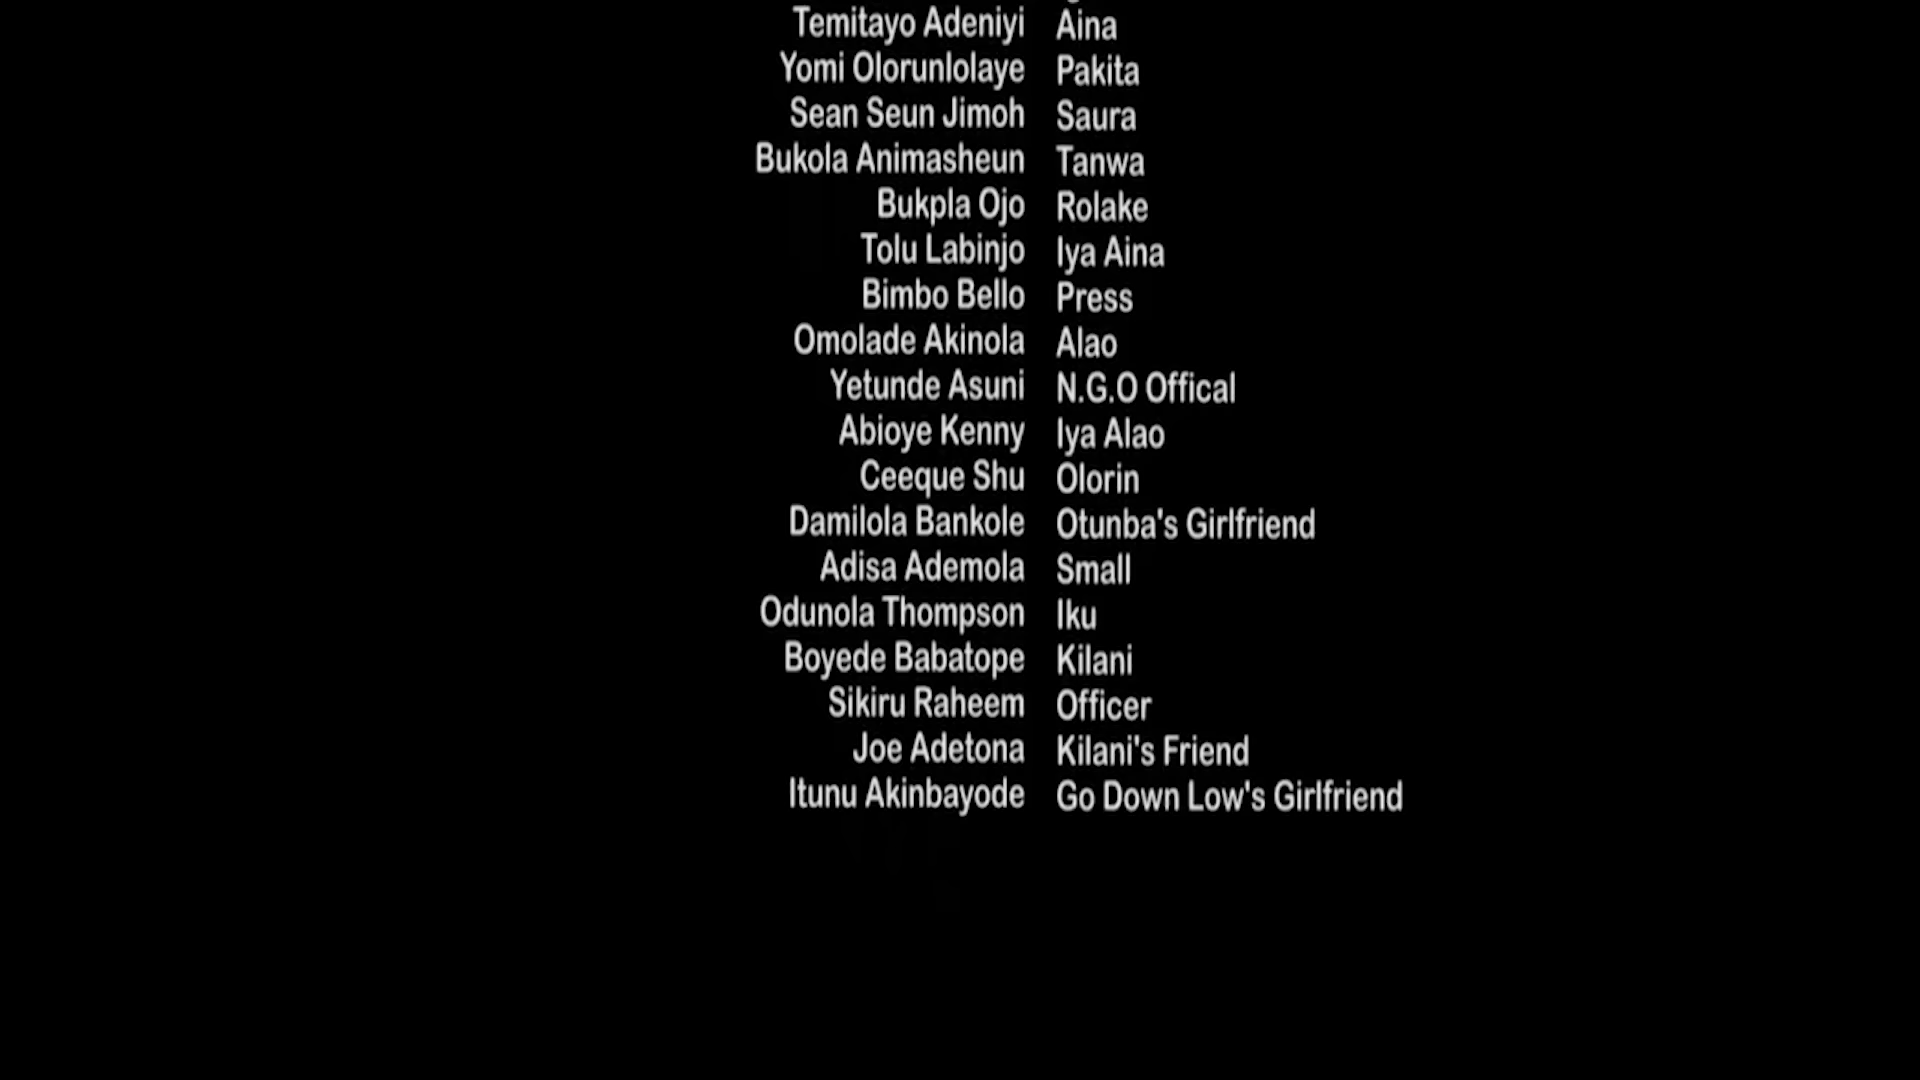 Temitayo Adeniyi Aina
Yomi Olorunlolaye Pakita
Sean Seun Jimoh Saura
Bukola Animasheun Tanwa
Bukpla Ojo Rolake
Tolu Labinjo Iya Aina
Bimbo Bello Press
Omolade Akinola Alao
Yetunde Asuni N.G.O Offical
Abioye Kenny Iya Alao
Ceeque Shu Olorin
Damilola Bankole Otunba's Girlfriend
Adisa Ademola Small
Odunola Thompson Iku
Boyede Babatope Kilani
Sikiru Raheem Officer
Joe Adetona Kilani's Friend
Itunu Akinbayode Go Down Low's Girlfriend